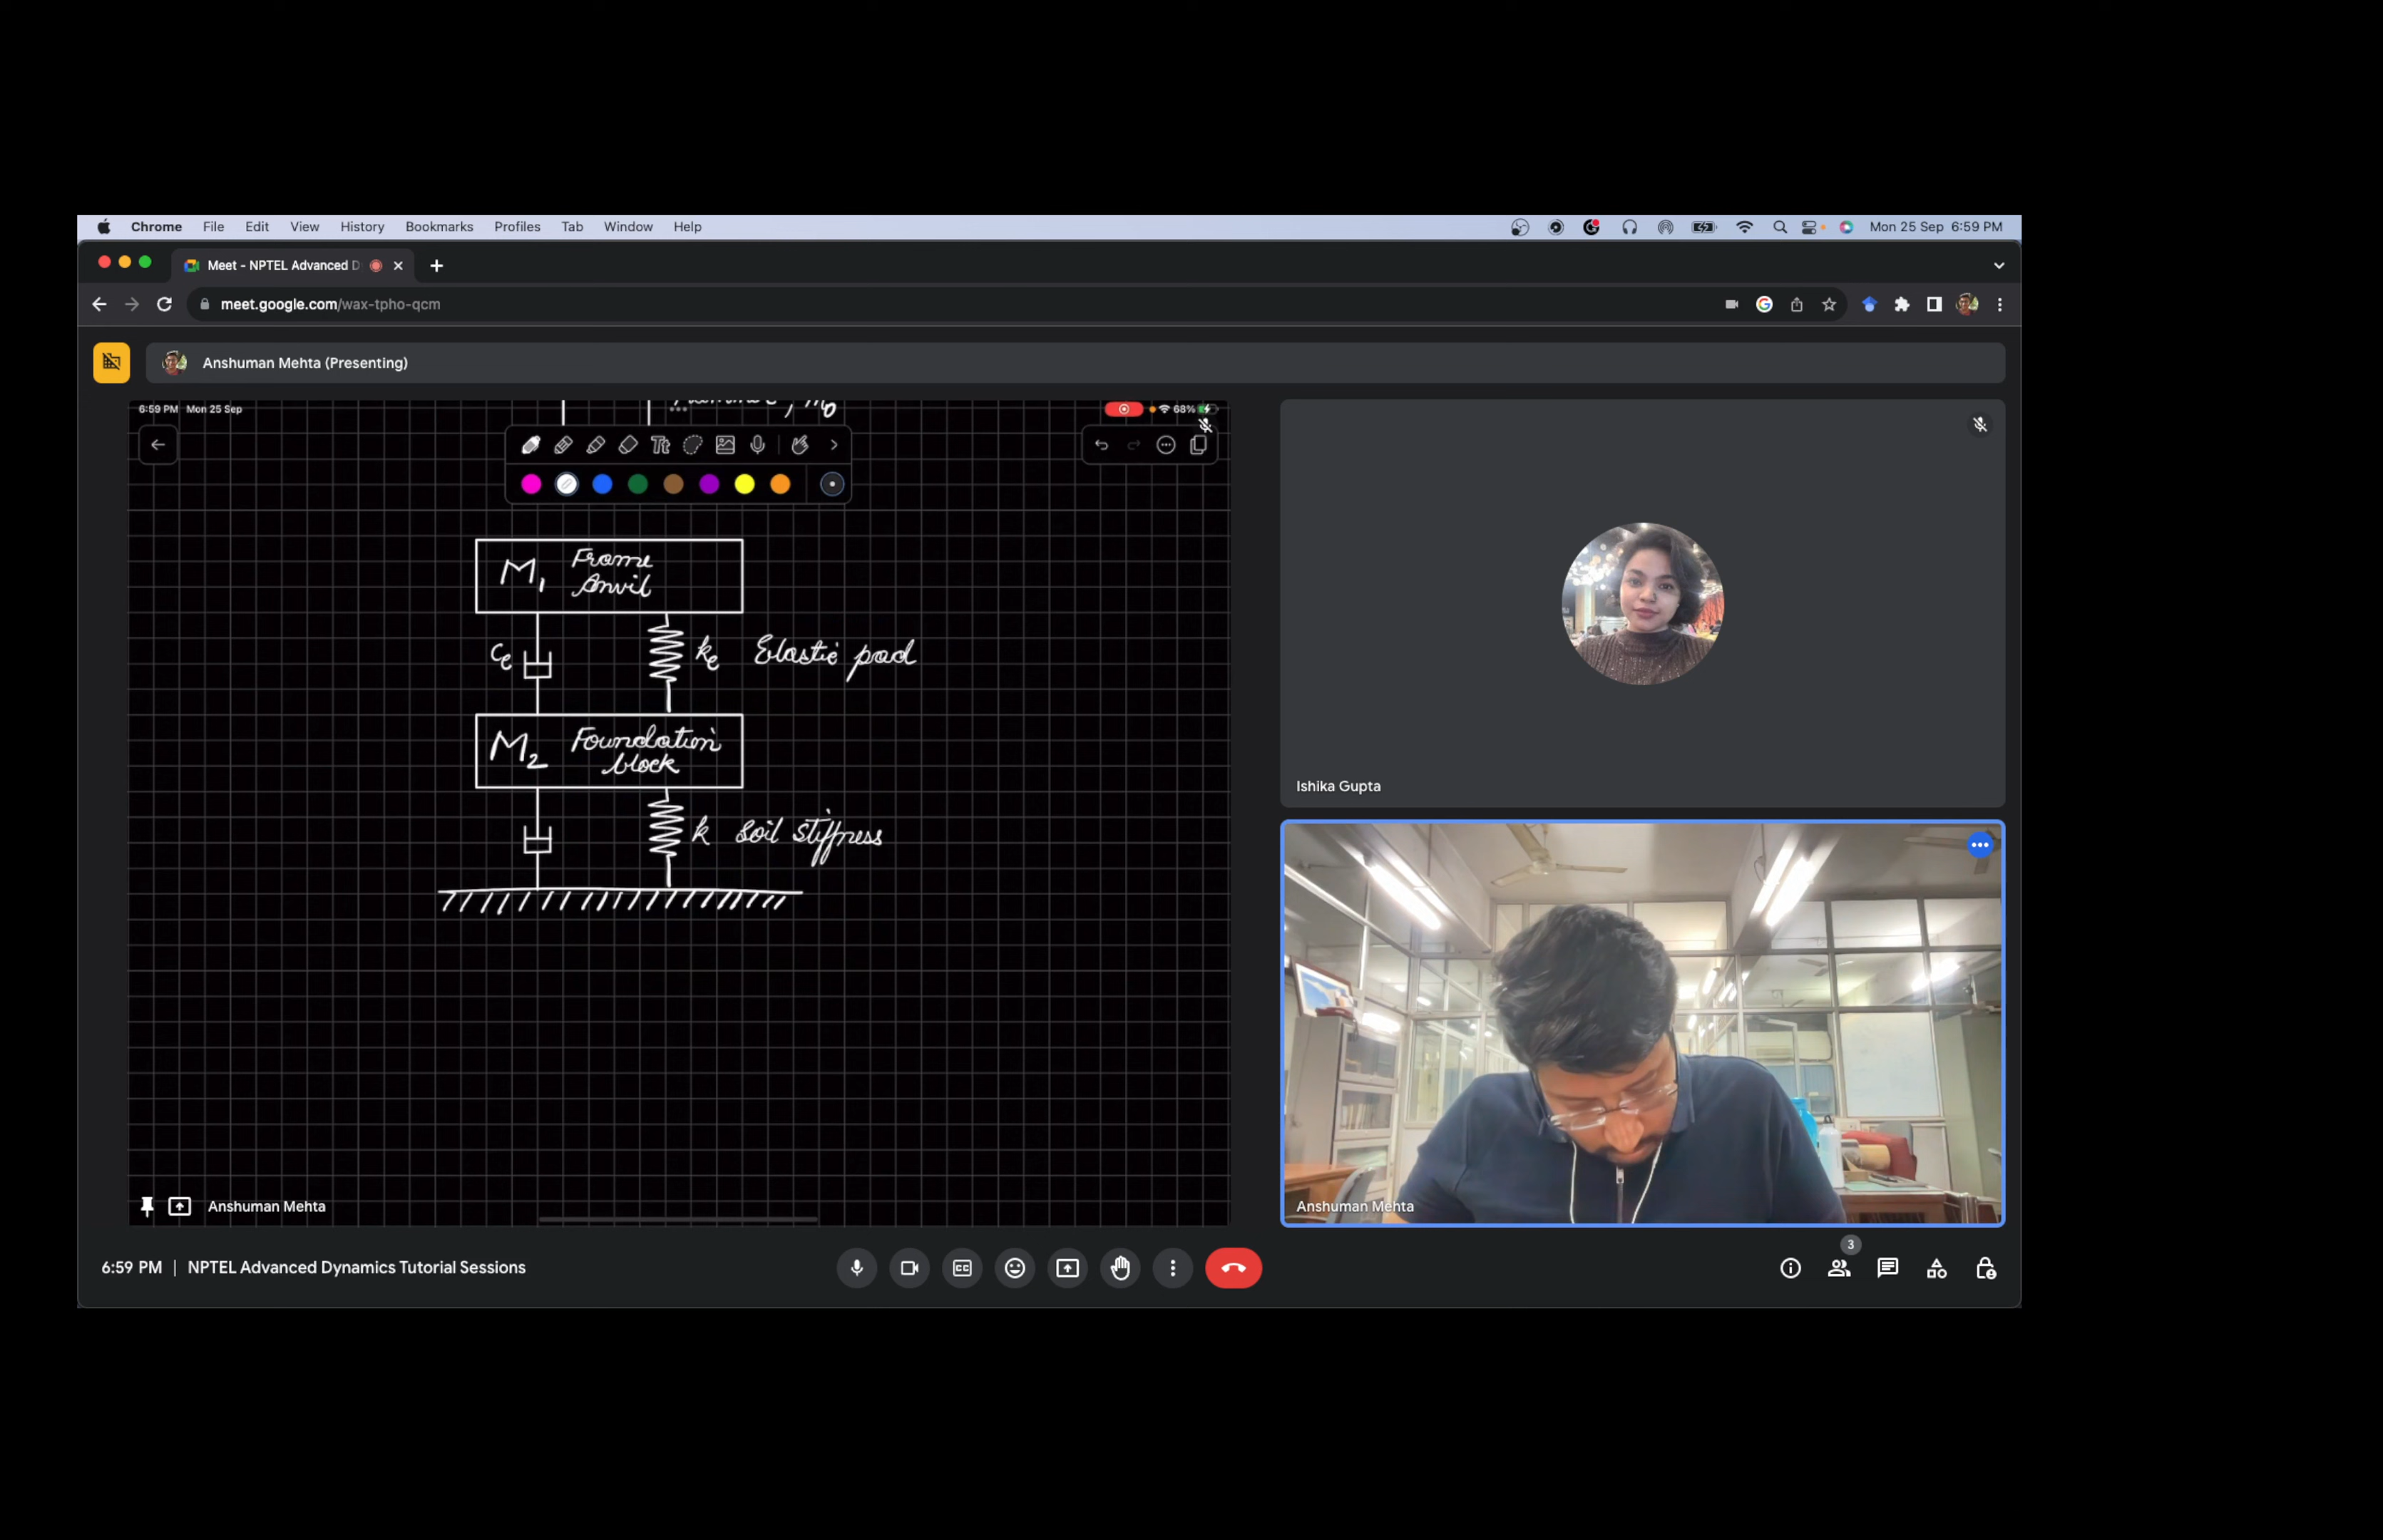 Chrome File Edit View History Bookmarks Profiles Tab Window Help Mon 25 Sep 6:59 PM
Meet - NPTEL Advanced D
meet.google.com/wax-tpho-qcm
Anshuman Mehta (Presenting)
6:59 PM Mon 25 Sep
68%
Tt
M1 Frame
Anvil
Ce ke Elastic pad
M2 Foundation
block
k Soil stiffness
Ishika Gupta
Anshuman Mehta
Anshuman Mehta
6:59 PM | NPTEL Advanced Dynamics Tutorial Sessions
CC
3